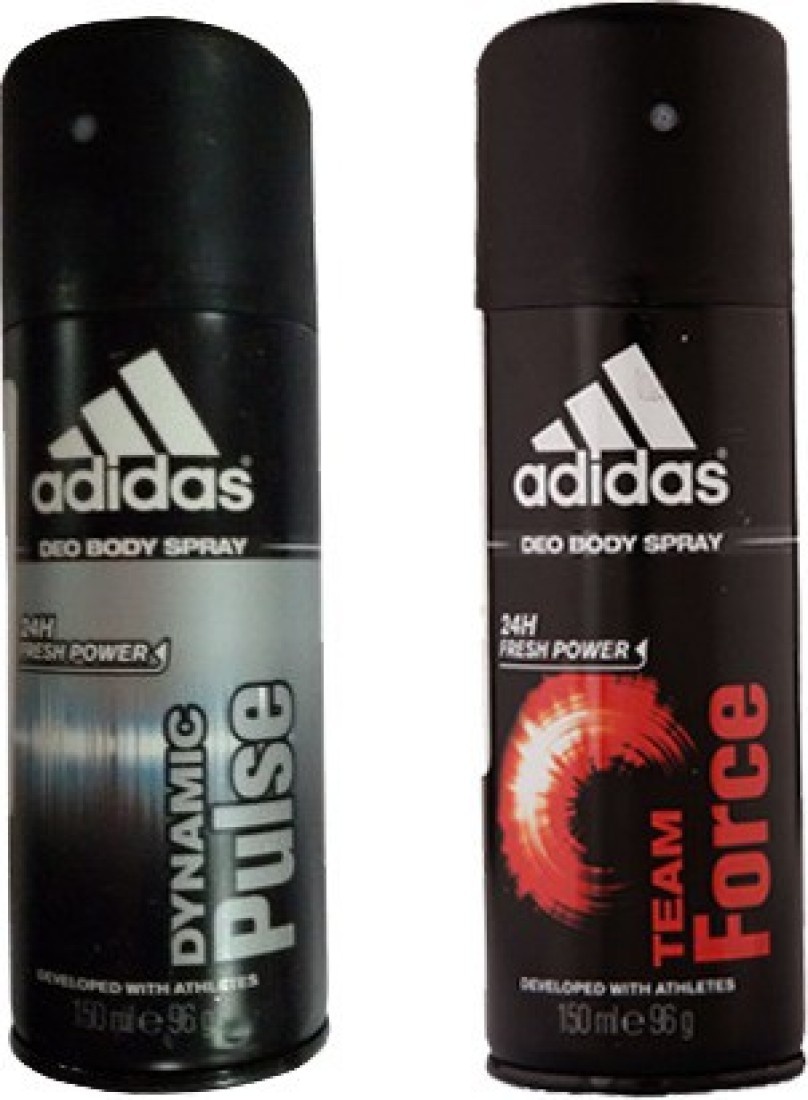 adidas®
DEO BODY SPRAY
24H
FRESH POWER
DYNAMIC
Pulse
DEVELOPED WITH ATHLETES
150 ml e 96 g
adidas®
DEO BODY SPRAY
24H
FRESH POWER
TEAM
Force
DEVELOPED WITH ATHLETES
150 ml e 96 g